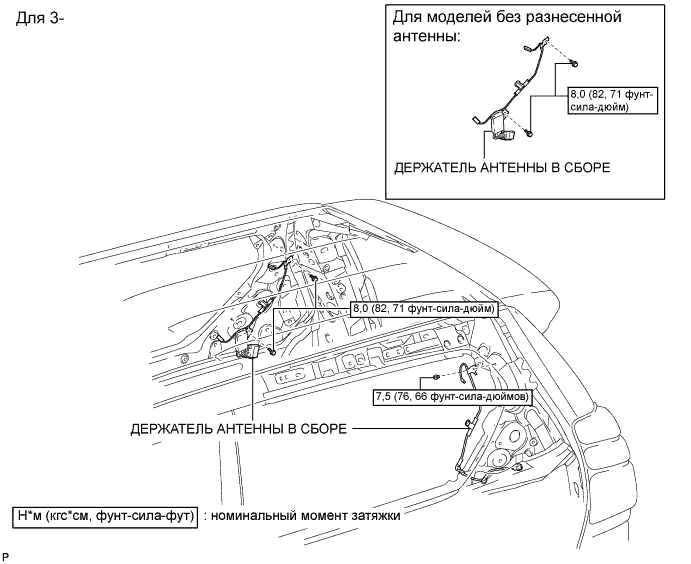 Для 3-
Для моделей без разнесенной
антенны:
8,0 (82, 71 фунт-
сила-дюйм)
ДЕРЖАТЕЛЬ АНТЕННЫ В СБОРЕ
8,0 (82, 71 фунт-сила-дюйм)
7,5 (76, 66 фунт-сила-дюймов)
ДЕРЖАТЕЛЬ АНТЕННЫ В СБОРЕ
Н*м (кгс*см, фунт-сила-фут) : номинальный момент затяжки
P